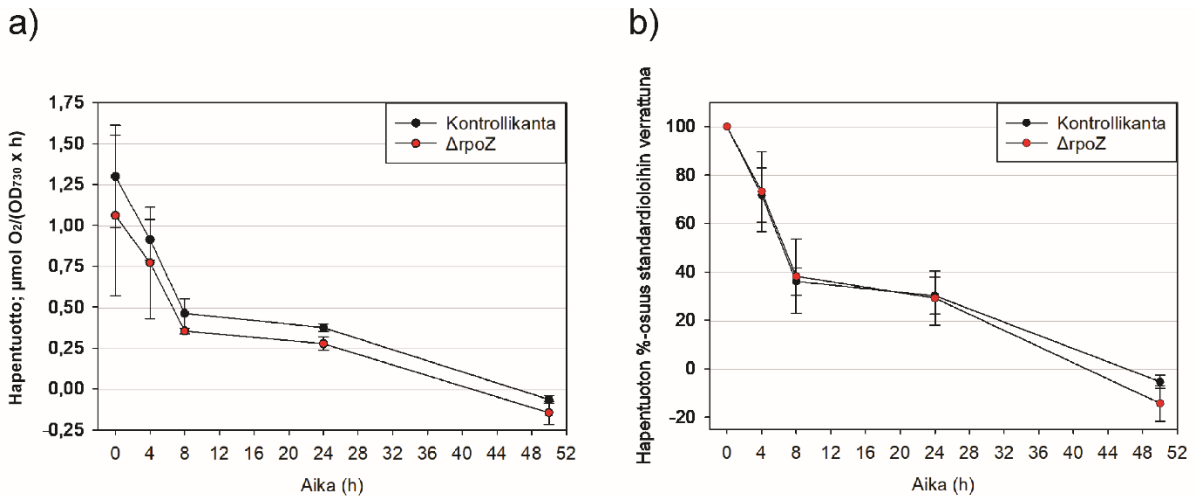 a)
Hapentuotto; µmol O₂/(OD₇₃₀ x h)
1,75
1,50
1,25
1,00
0,75
0,50
0,25
0,00
-0,25
Kontrollikanta
ΔrpoZ
0 4 8 12 16 20 24 28 32 36 40 44 48 52
Aika (h)
b)
Hapentuoton %-osuus standardioloihin verrattuna
100
80
60
40
20
0
-20
Kontrollikanta
ΔrpoZ
0 4 8 12 16 20 24 28 32 36 40 44 48 52
Aika (h)